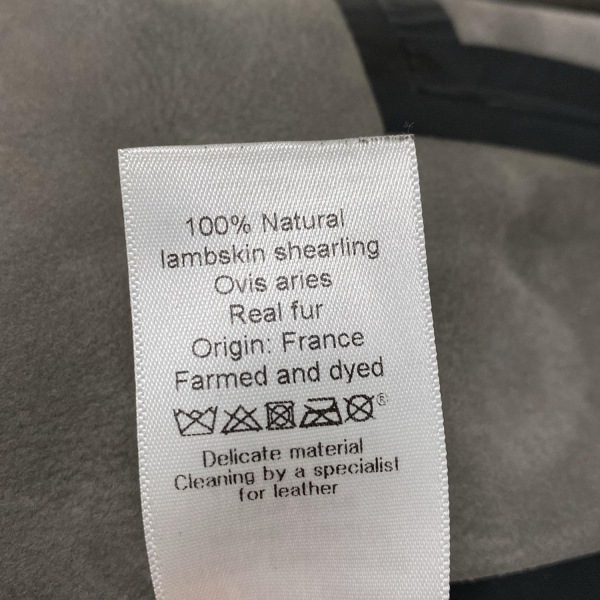 100% Natural
lambskin shearling
Ovis aries
Real fur
Origin: France
Farmed and dyed
®
Delicate material
Cleaning by a specialist
for leather